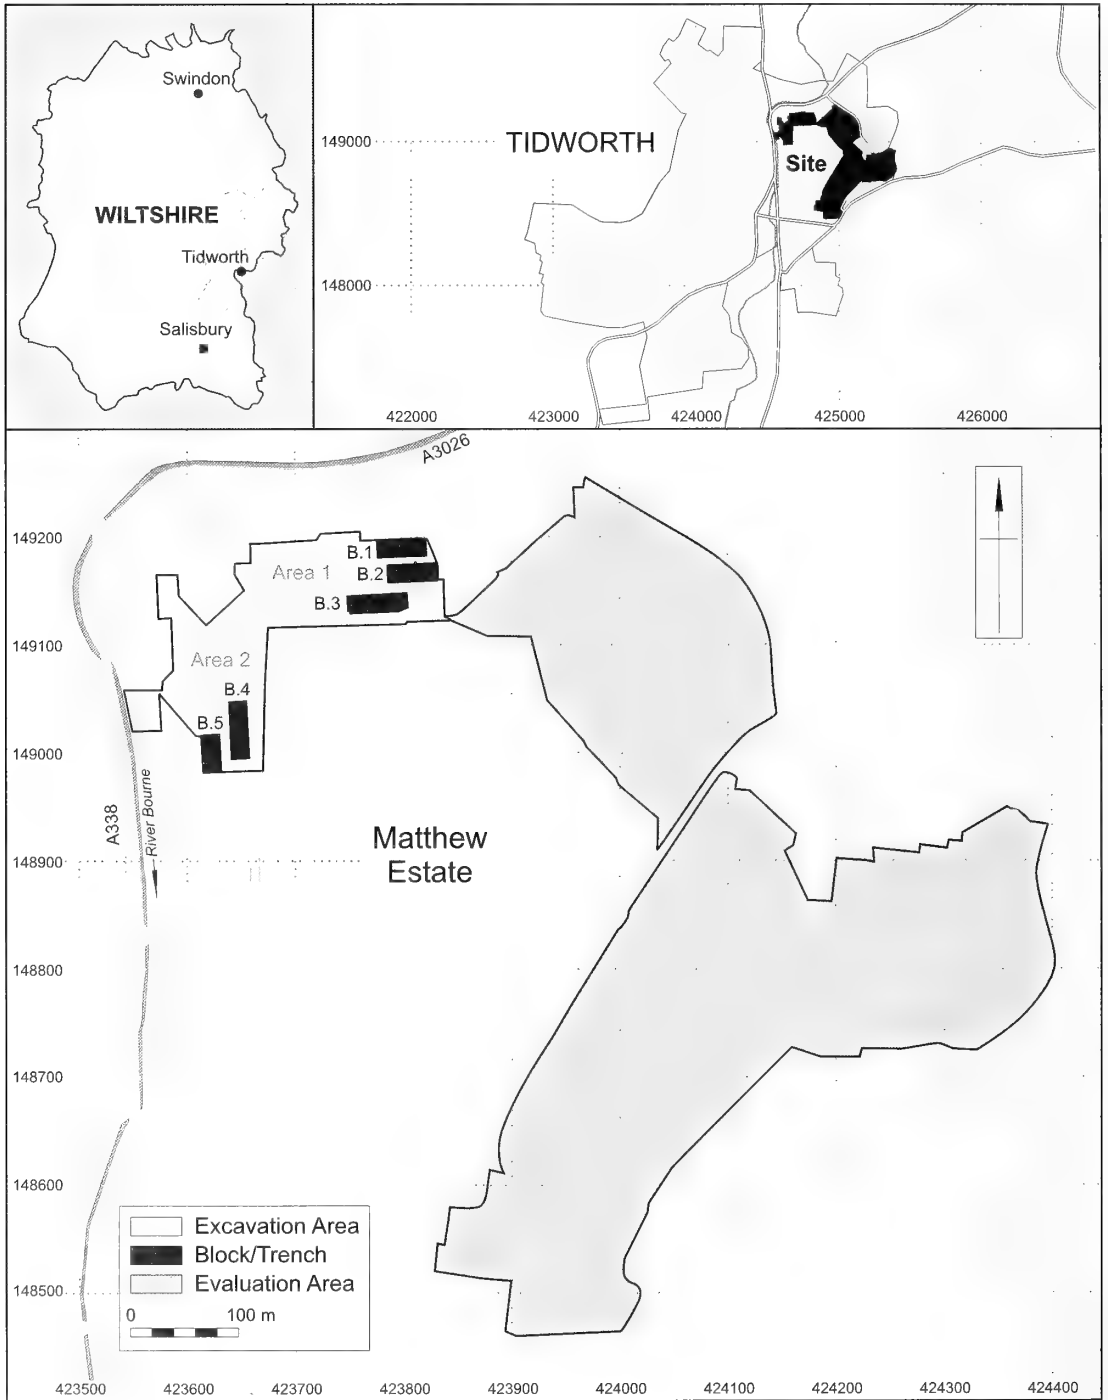 Swindon
WILTSHIRE
Tidworth
Salisbury
149000
TIDWORTH
Site
148000
422000
423000
424000
425000
426000
A3026
149200
B.1
Area 1
B.2
B.3
149100
Area 2
B.4
B.5
149000
A338
River Bourne
Matthew
Estate
148900
148800
148700
148600
Excavation Area
Block/Trench
Evaluation Area
148500
0 100 m
423500
423600
423700
423800
423900
424000
424100
424200
424300
424400